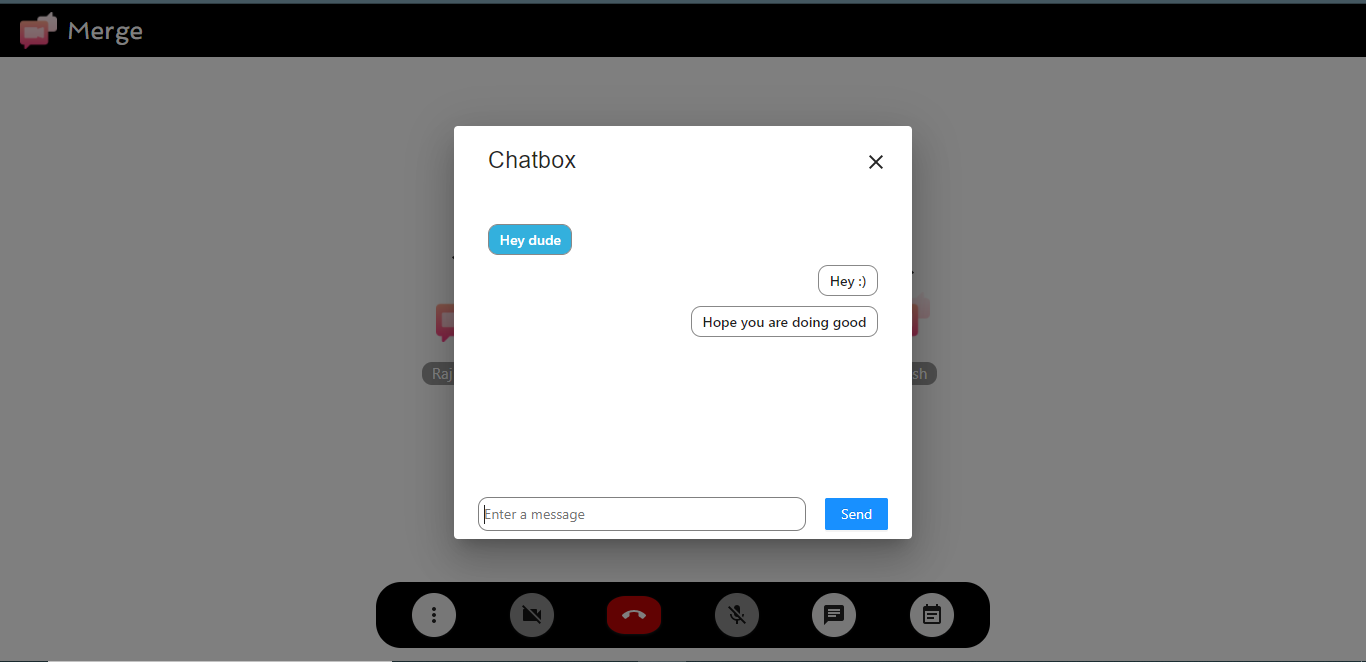 Merge
Chatbox
Hey dude
Hey :)
Hope you are doing good
Raj
sh
Enter a message
Send